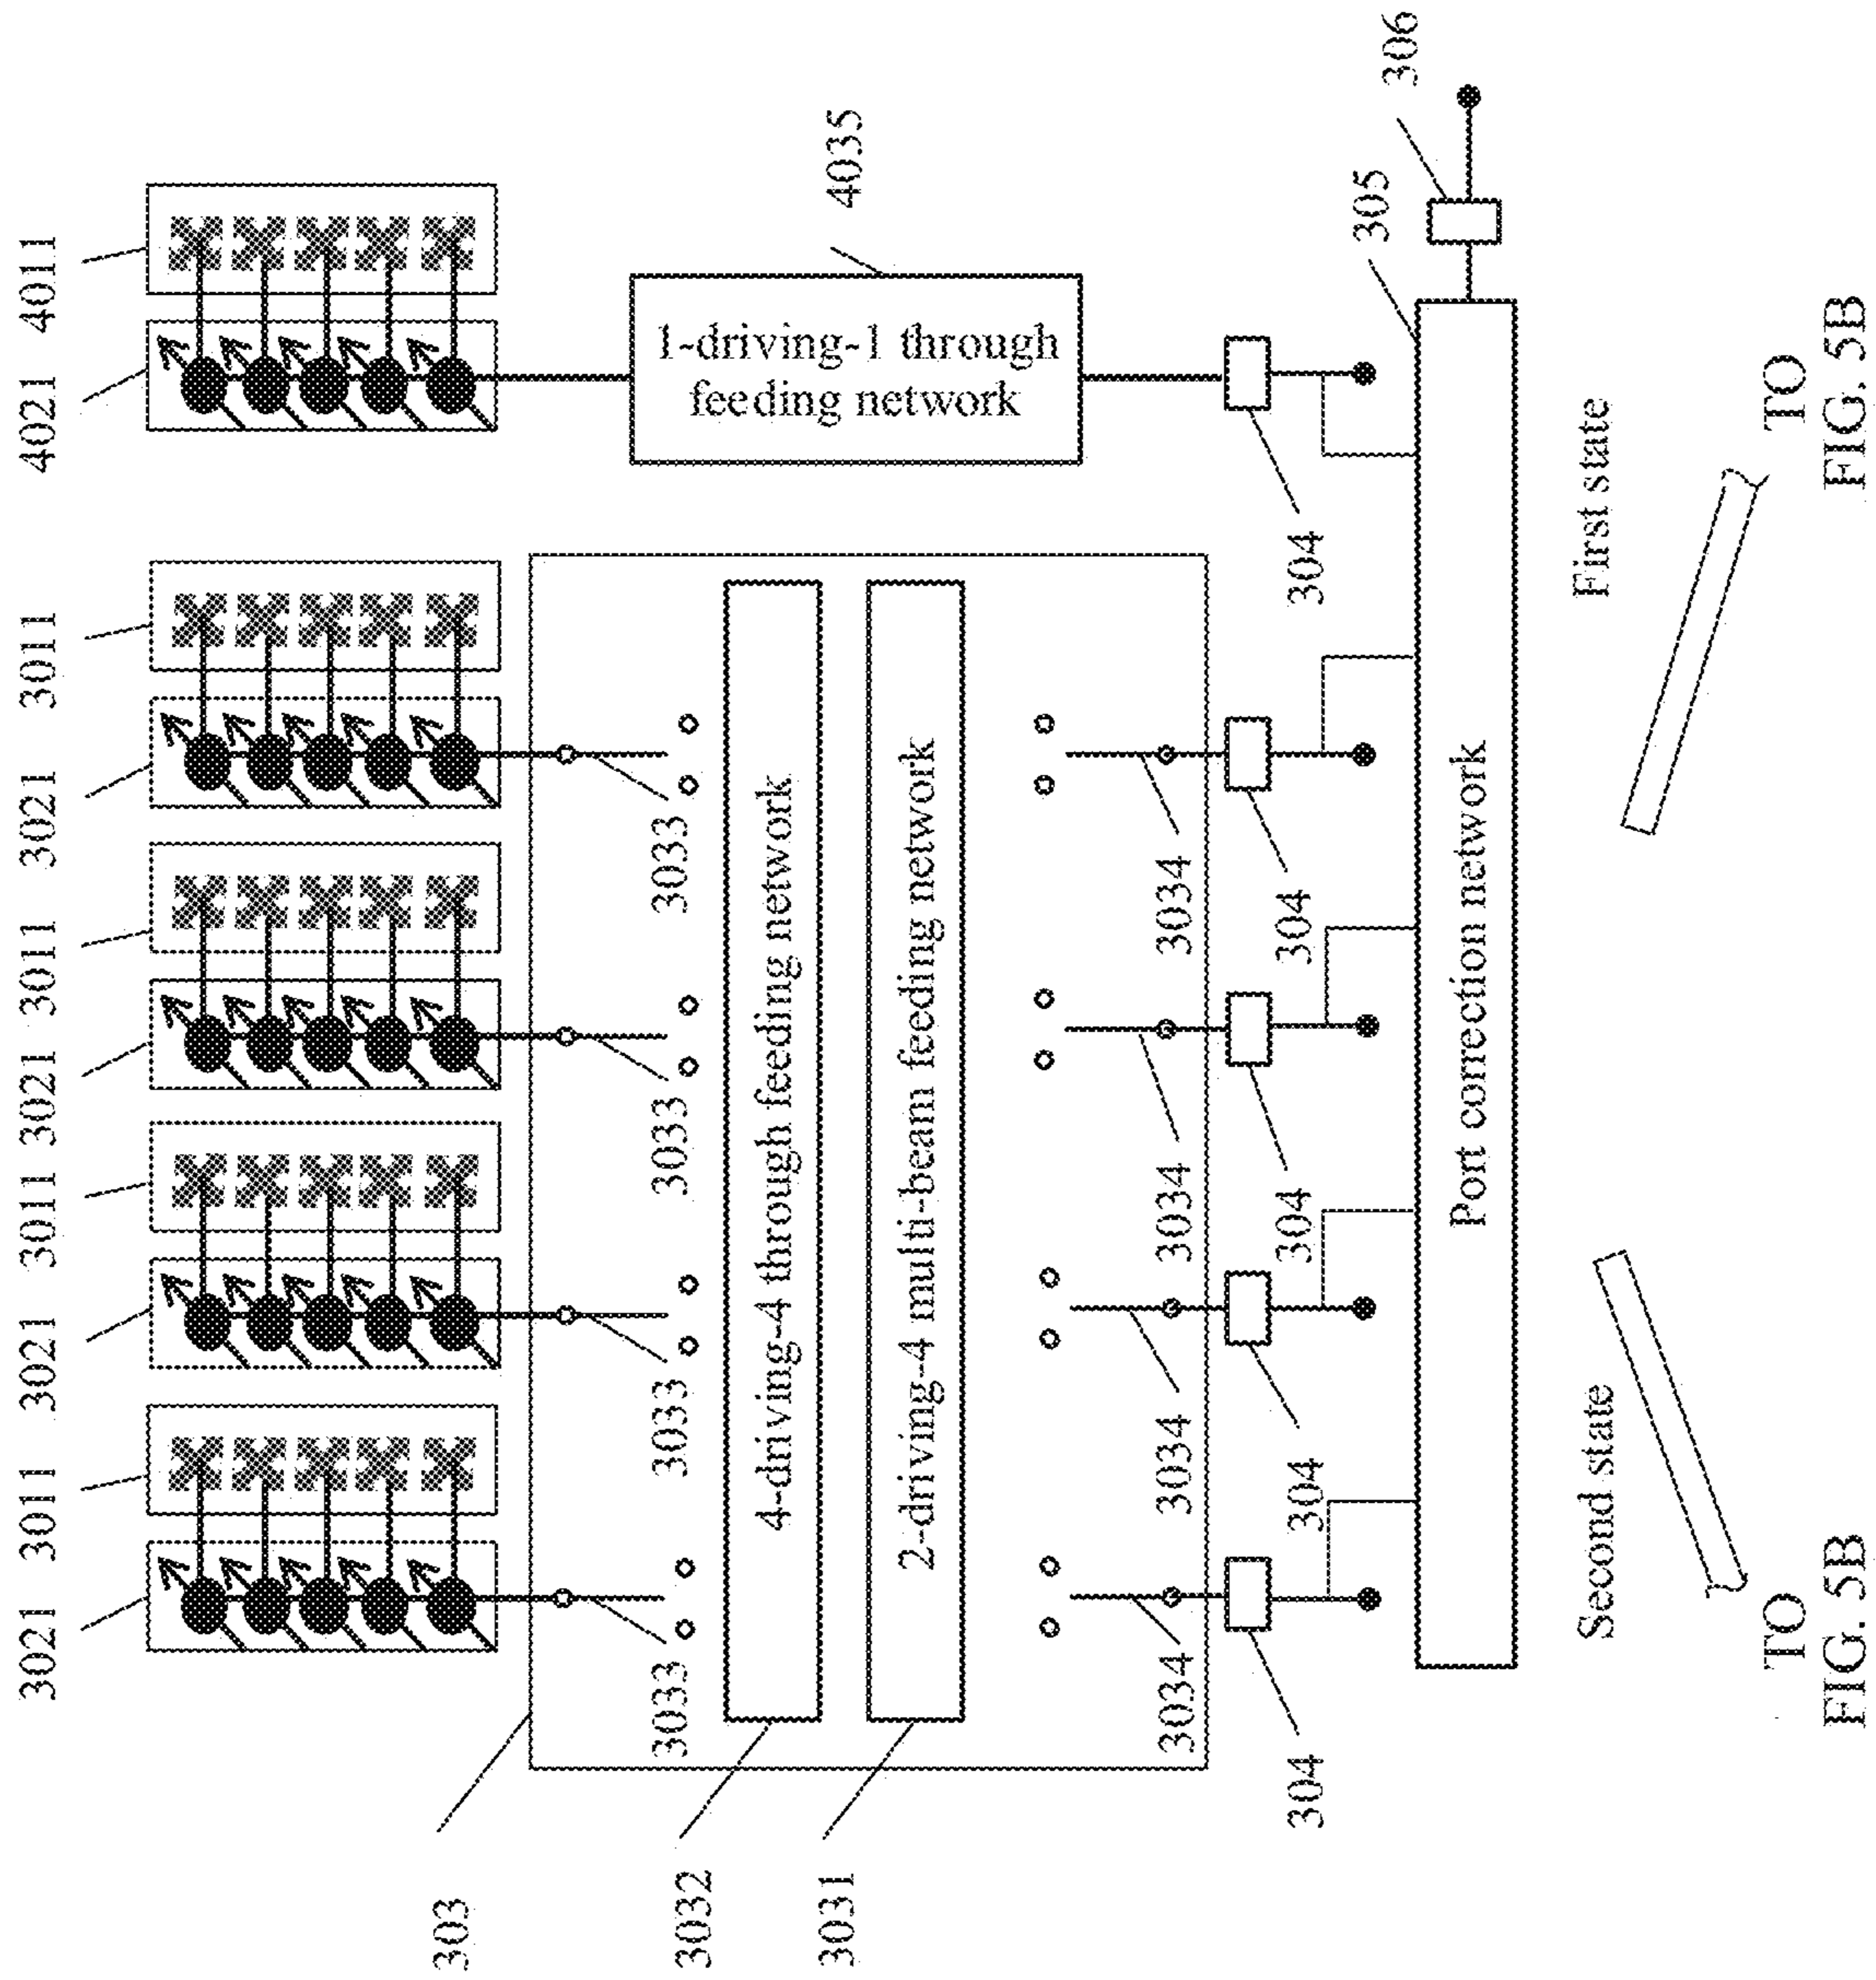 3021
3011
3021
3011
3021
3011
3021
3011
4021
4011
303
3033
3033
3033
3033
3032
4-driving-4 through feeding network
3031
2-driving-4 multi-beam feeding network
1-driving-1 through
feeding network
4035
3034
3034
3034
3034
304
304
304
304
304
305
306
Port correction network
Second state
First state
TO
FIG. 5B
TO
FIG. 5B